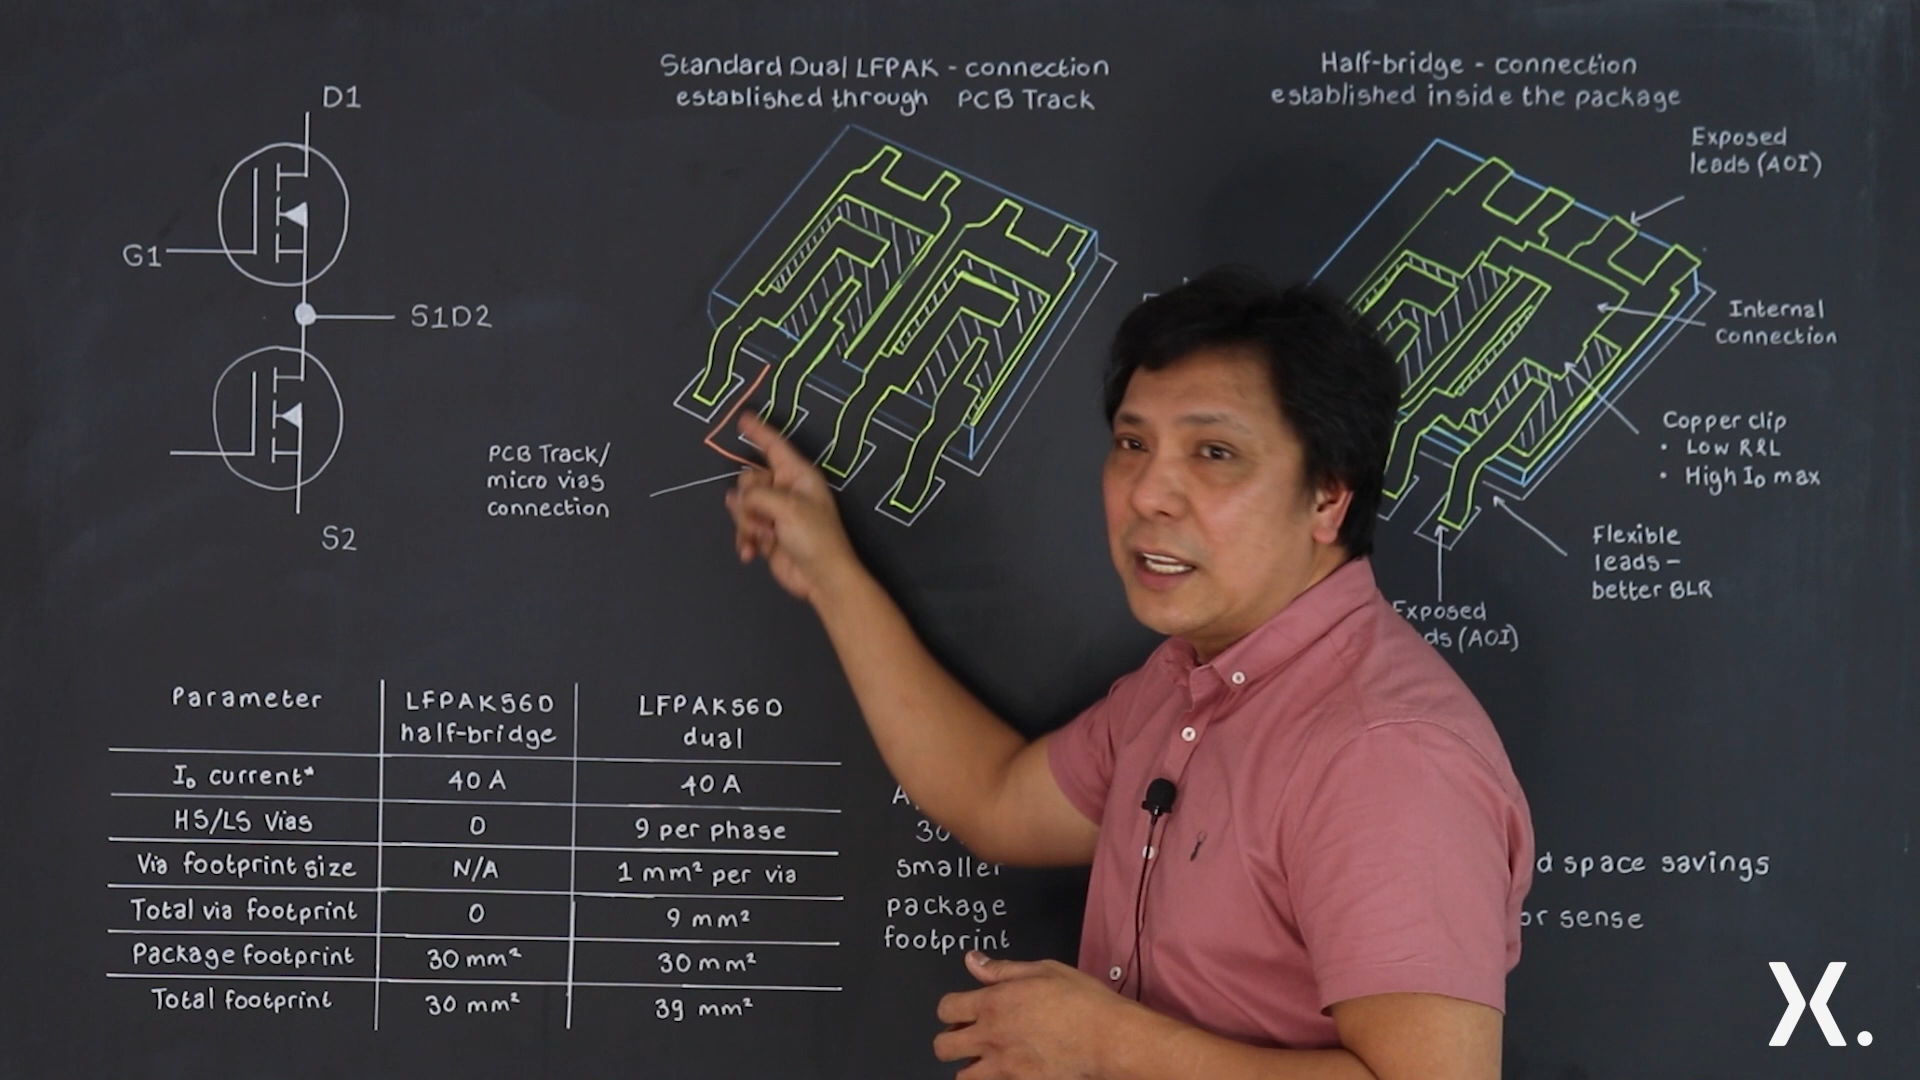 D1
G1
S1D2
S2
Standard Dual LFPAK - connection
established through PCB Track
PCB Track/
micro vias
connection
Half-bridge - connection
established inside the package
Exposed
leads (AOI)
Internal
Connection
Copper clip
• Low R&L
• High ID max
Flexible
leads –
better BLR
Exposed
ds (AOI)
Parameter
LFPAK56D
half-bridge
LFPAK56D
dual
ID current*
40 A
40 A
HS/LS Vias
0
9 per phase
Via footprint size
N/A
1 mm² per via
Total via footprint
0
9 mm²
Package footprint
30 mm²
30 mm²
Total footprint
30 mm²
39 mm²
smaller
package
footprint
d space savings
or sense
X.